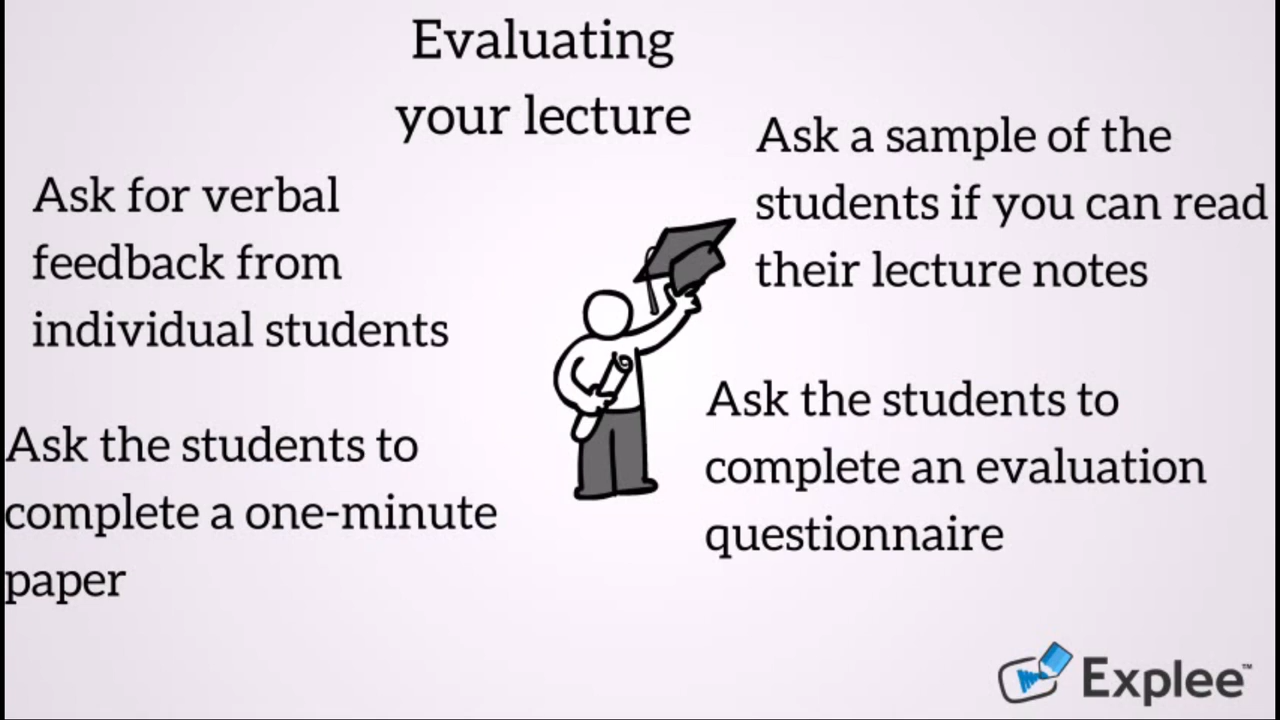 Evaluating
your lecture
Ask for verbal
feedback from
individual students
Ask a sample of the
students if you can read
their lecture notes
Ask the students to
complete a one-minute
paper
Ask the students to
complete an evaluation
questionnaire
Explee™